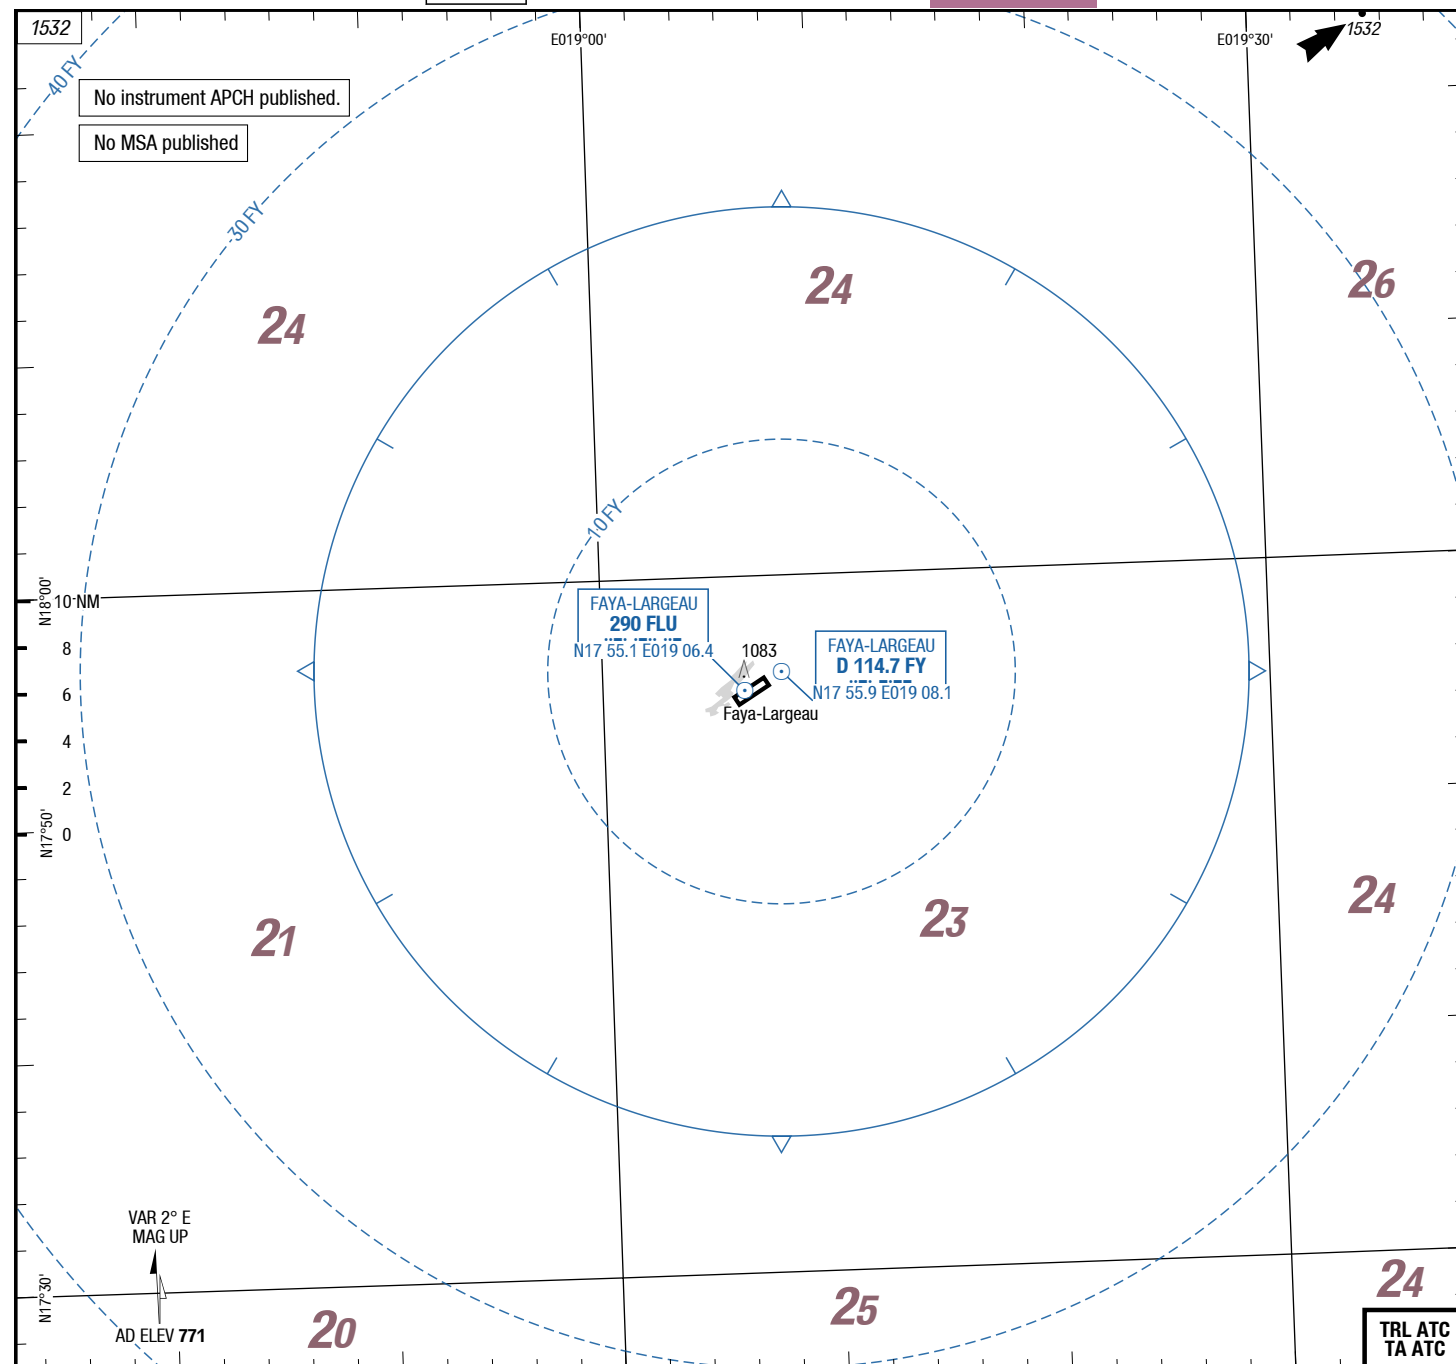 1532
E019°00'
E019°30'
1532
40 FY
No instrument APCH published.
No MSA published
30 FY
24
24
26
10 FY
N18°00'
10 NM
8
6
4
2
0
N17°50'
FAYA-LARGEAU
290 FLU
N17 55.1 E019 06.4
1083
FAYA-LARGEAU
D 114.7 FY
N17 55.9 E019 08.1
Faya-Largeau
21
23
24
VAR 2° E
MAG UP
N17°30'
AD ELEV 771
20
25
24
TRL ATC
TA ATC